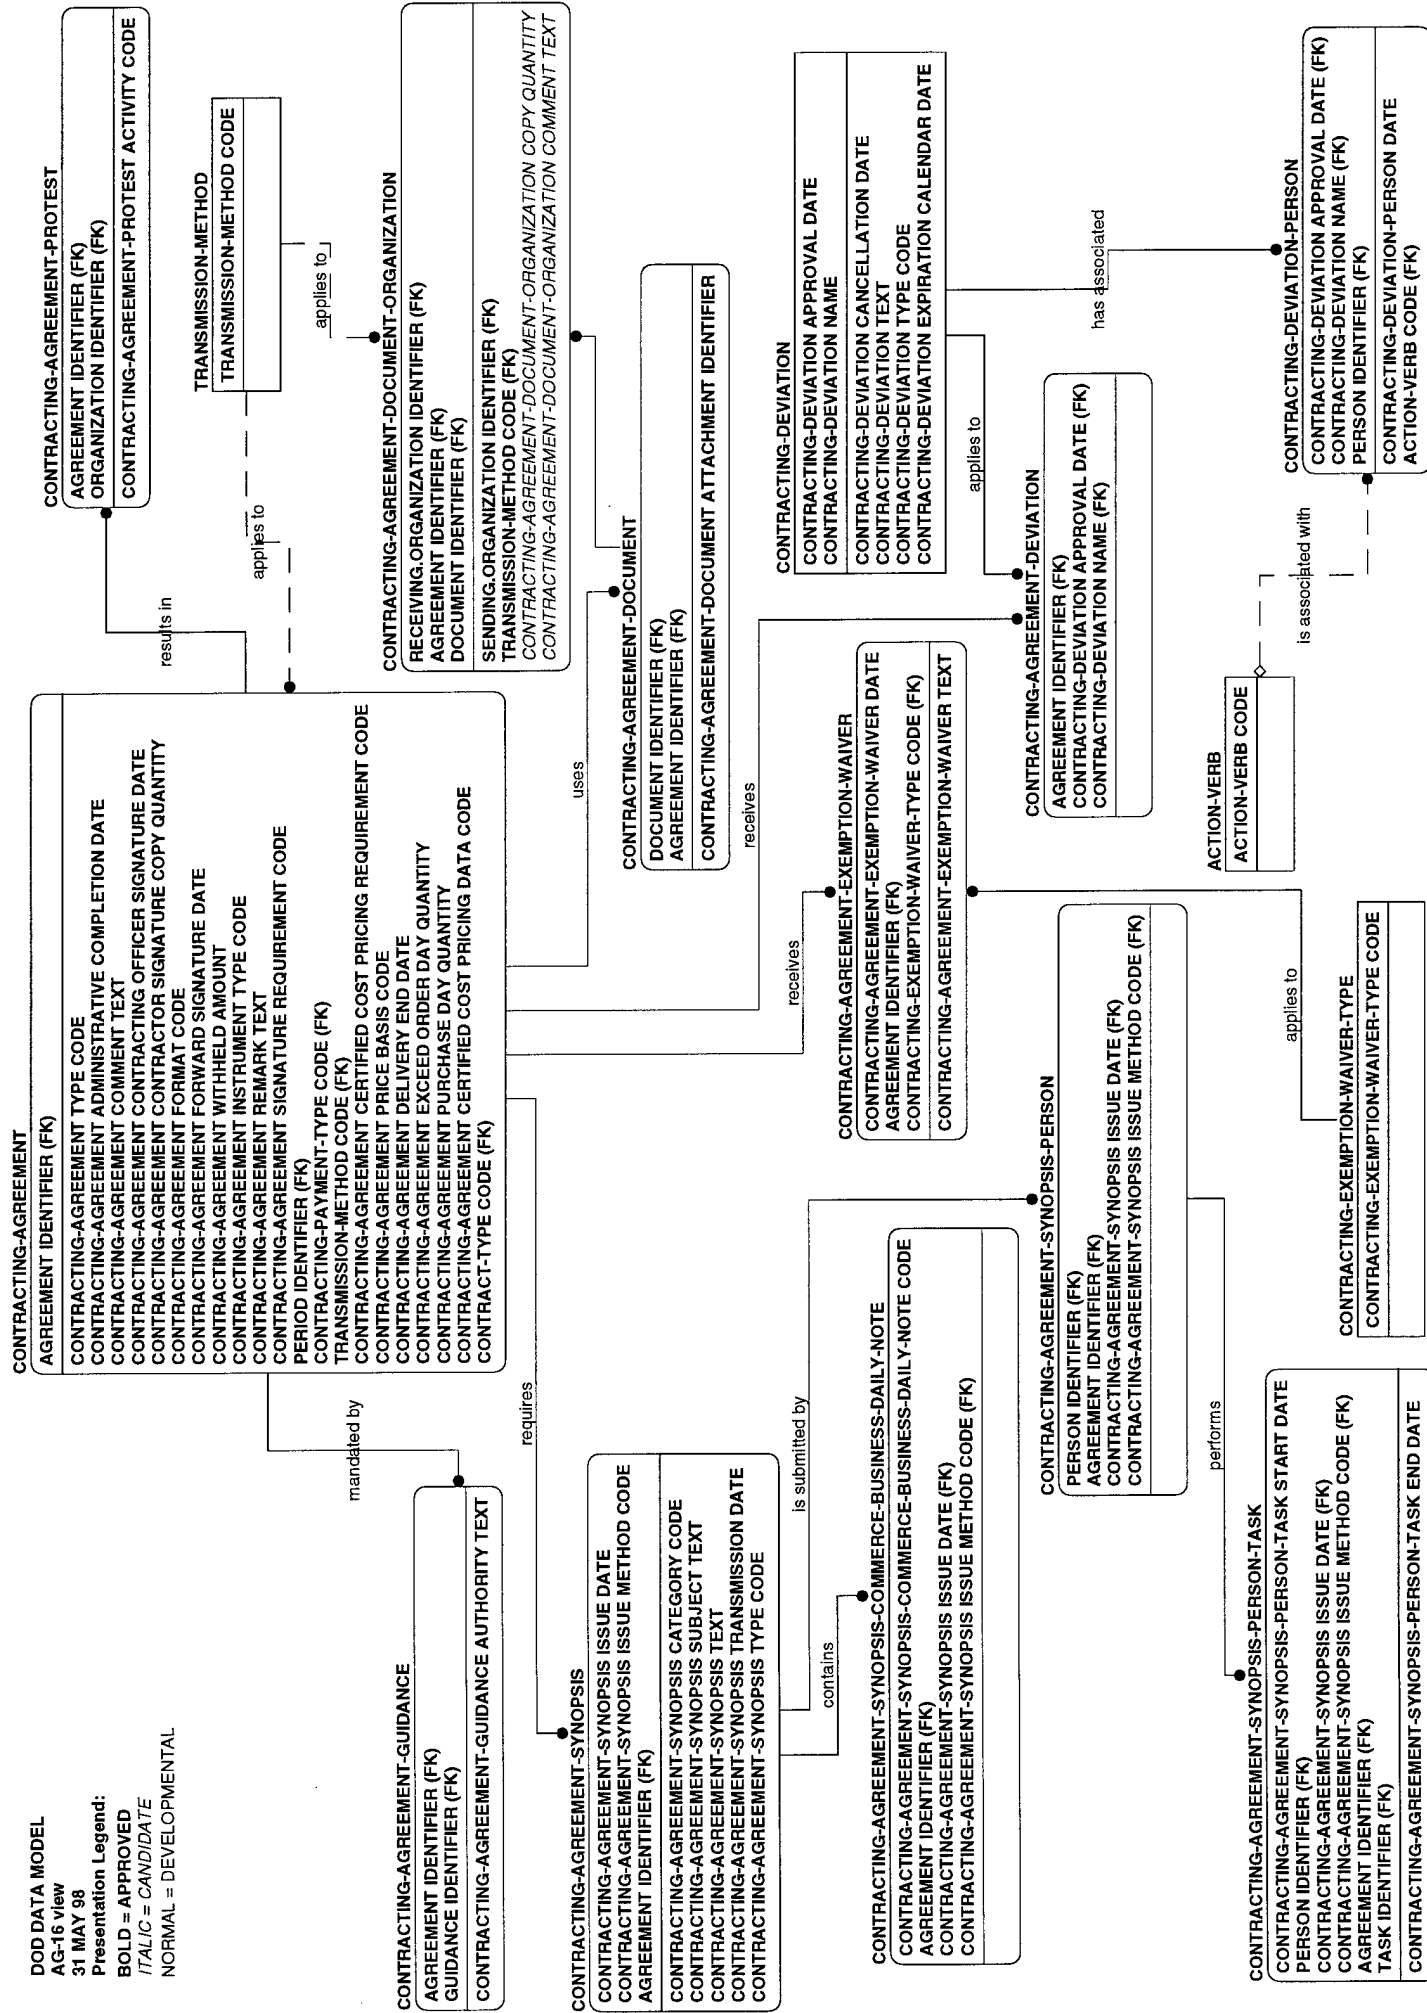 DOD DATA MODEL
AG-16 view
31 MAY 98
Presentation Legend:
BOLD = APPROVED
ITALIC = CANDIDATE
NORMAL = DEVELOPMENTAL
CONTRACTING-AGREEMENT
AGREEMENT IDENTIFIER (FK)
CONTRACTING-AGREEMENT TYPE CODE
CONTRACTING-AGREEMENT ADMINISTRATIVE COMPLETION DATE
CONTRACTING-AGREEMENT COMMENT TEXT
CONTRACTING-AGREEMENT CONTRACTING OFFICER SIGNATURE DATE
CONTRACTING-AGREEMENT CONTRACTOR SIGNATURE COPY QUANTITY
CONTRACTING-AGREEMENT FORMAT CODE
CONTRACTING-AGREEMENT FORWARD SIGNATURE DATE
CONTRACTING-AGREEMENT WITHHELD AMOUNT
CONTRACTING-AGREEMENT INSTRUMENT TYPE CODE
CONTRACTING-AGREEMENT REMARK TEXT
CONTRACTING-AGREEMENT SIGNATURE REQUIREMENT CODE
PERIOD IDENTIFIER (FK)
CONTRACTING-PAYMENT-TYPE CODE (FK)
TRANSMISSION-METHOD CODE (FK)
CONTRACTING-AGREEMENT CERTIFIED COST PRICING REQUIREMENT CODE
CONTRACTING-AGREEMENT PRICE BASIS CODE
CONTRACTING-AGREEMENT DELIVERY END DATE
CONTRACTING-AGREEMENT EXCEED ORDER DAY QUANTITY
CONTRACTING-AGREEMENT PURCHASE DAY QUANTITY
CONTRACTING-AGREEMENT CERTIFIED COST PRICING DATA CODE
CONTRACT-TYPE CODE (FK)
results in
CONTRACTING-AGREEMENT-PROTEST
AGREEMENT IDENTIFIER (FK)
ORGANIZATION IDENTIFIER (FK)
CONTRACTING-AGREEMENT-PROTEST ACTIVITY CODE
applies to
TRANSMISSION-METHOD
TRANSMISSION-METHOD CODE
applies to
CONTRACTING-AGREEMENT-DOCUMENT-ORGANIZATION
RECEIVING.ORGANIZATION IDENTIFIER (FK)
AGREEMENT IDENTIFIER (FK)
DOCUMENT IDENTIFIER (FK)
SENDING.ORGANIZATION IDENTIFIER (FK)
TRANSMISSION-METHOD CODE (FK)
CONTRACTING-AGREEMENT-DOCUMENT-ORGANIZATION COPY QUANTITY
CONTRACTING-AGREEMENT-DOCUMENT-ORGANIZATION COMMENT TEXT
mandated by
CONTRACTING-AGREEMENT-GUIDANCE
AGREEMENT IDENTIFIER (FK)
GUIDANCE IDENTIFIER (FK)
CONTRACTING-AGREEMENT-GUIDANCE AUTHORITY TEXT
requires
uses
CONTRACTING-AGREEMENT-DOCUMENT
DOCUMENT IDENTIFIER (FK)
AGREEMENT IDENTIFIER (FK)
CONTRACTING-AGREEMENT-DOCUMENT ATTACHMENT IDENTIFIER
CONTRACTING-AGREEMENT-SYNOPSIS
CONTRACTING-AGREEMENT-SYNOPSIS ISSUE DATE
CONTRACTING-AGREEMENT-SYNOPSIS ISSUE METHOD CODE
AGREEMENT IDENTIFIER (FK)
CONTRACTING-AGREEMENT-SYNOPSIS CATEGORY CODE
CONTRACTING-AGREEMENT-SYNOPSIS SUBJECT TEXT
CONTRACTING-AGREEMENT-SYNOPSIS TEXT
CONTRACTING-AGREEMENT-SYNOPSIS TRANSMISSION DATE
CONTRACTING-AGREEMENT-SYNOPSIS TYPE CODE
receives
receives
CONTRACTING-DEVIATION
CONTRACTING-DEVIATION APPROVAL DATE
CONTRACTING-DEVIATION NAME
CONTRACTING-DEVIATION CANCELLATION DATE
CONTRACTING-DEVIATION TEXT
CONTRACTING-DEVIATION TYPE CODE
CONTRACTING-DEVIATION EXPIRATION CALENDAR DATE
is submitted by
contains
CONTRACTING-AGREEMENT-EXEMPTION-WAIVER
CONTRACTING-AGREEMENT-EXEMPTION-WAIVER DATE
AGREEMENT IDENTIFIER (FK)
CONTRACTING-EXEMPTION-WAIVER-TYPE CODE (FK)
CONTRACTING-AGREEMENT-EXEMPTION-WAIVER TEXT
applies to
has associated
CONTRACTING-AGREEMENT-SYNOPSIS-COMMERCE-BUSINESS-DAILY-NOTE
CONTRACTING-AGREEMENT-SYNOPSIS-COMMERCE-BUSINESS-DAILY-NOTE CODE
AGREEMENT IDENTIFIER (FK)
CONTRACTING-AGREEMENT-SYNOPSIS ISSUE DATE (FK)
CONTRACTING-AGREEMENT-SYNOPSIS ISSUE METHOD CODE (FK)
CONTRACTING-AGREEMENT-DEVIATION
AGREEMENT IDENTIFIER (FK)
CONTRACTING-DEVIATION APPROVAL DATE (FK)
CONTRACTING-DEVIATION NAME (FK)
CONTRACTING-AGREEMENT-SYNOPSIS-PERSON
PERSON IDENTIFIER (FK)
AGREEMENT IDENTIFIER (FK)
CONTRACTING-AGREEMENT-SYNOPSIS ISSUE DATE (FK)
CONTRACTING-AGREEMENT-SYNOPSIS ISSUE METHOD CODE (FK)
performs
ACTION-VERB
ACTION-VERB CODE
is associated with
CONTRACTING-DEVIATION-PERSON
CONTRACTING-DEVIATION APPROVAL DATE (FK)
CONTRACTING-DEVIATION NAME (FK)
PERSON IDENTIFIER (FK)
CONTRACTING-DEVIATION-PERSON DATE
ACTION-VERB CODE (FK)
CONTRACTING-AGREEMENT-SYNOPSIS-PERSON-TASK
CONTRACTING-AGREEMENT-SYNOPSIS-PERSON-TASK START DATE
PERSON IDENTIFIER (FK)
CONTRACTING-AGREEMENT-SYNOPSIS ISSUE DATE (FK)
CONTRACTING-AGREEMENT-SYNOPSIS ISSUE METHOD CODE (FK)
AGREEMENT IDENTIFIER (FK)
TASK IDENTIFIER (FK)
CONTRACTING-AGREEMENT-SYNOPSIS-PERSON-TASK END DATE
applies to
CONTRACTING-EXEMPTION-WAIVER-TYPE
CONTRACTING-EXEMPTION-WAIVER-TYPE CODE